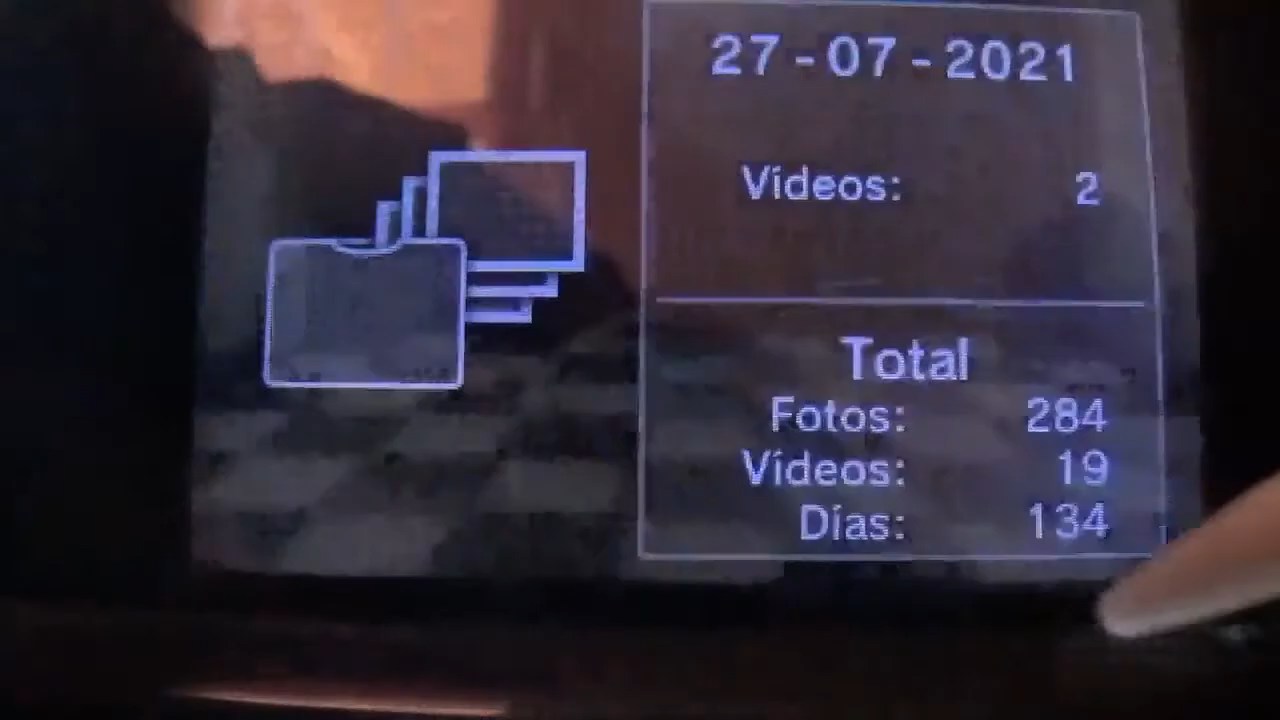 27-07-2021
Vídeos: 2
Total
Fotos: 284
Vídeos: 19
Días: 134